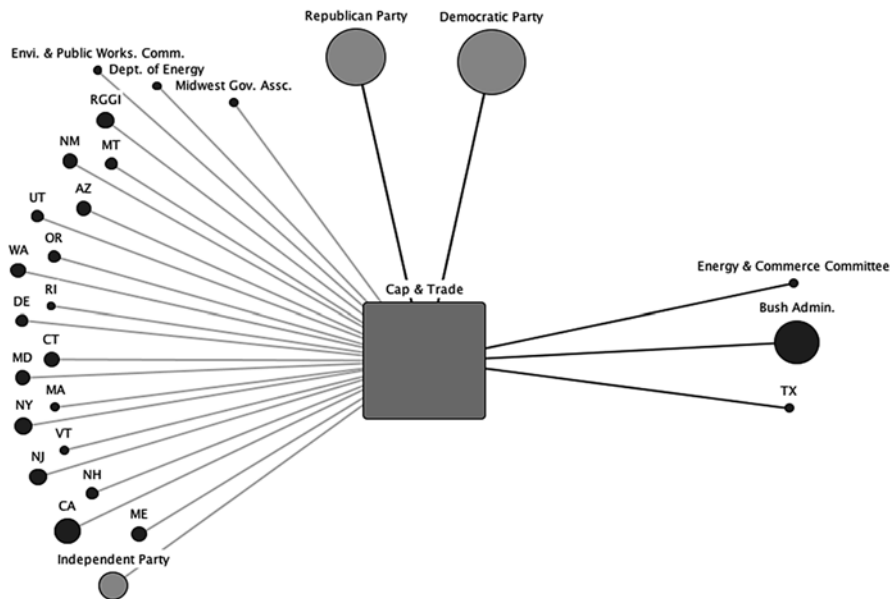 Republican Party
Democratic Party
Envi. & Public Works. Comm.
Dept. of Energy
Midwest Gov. Assc.
RGGI
NM
MT
AZ
UT
OR
WA
RI
DE
CT
MD
MA
NY
VT
NJ
NH
CA
ME
Independent Party
Cap & Trade
Energy & Commerce Committee
Bush Admin.
TX